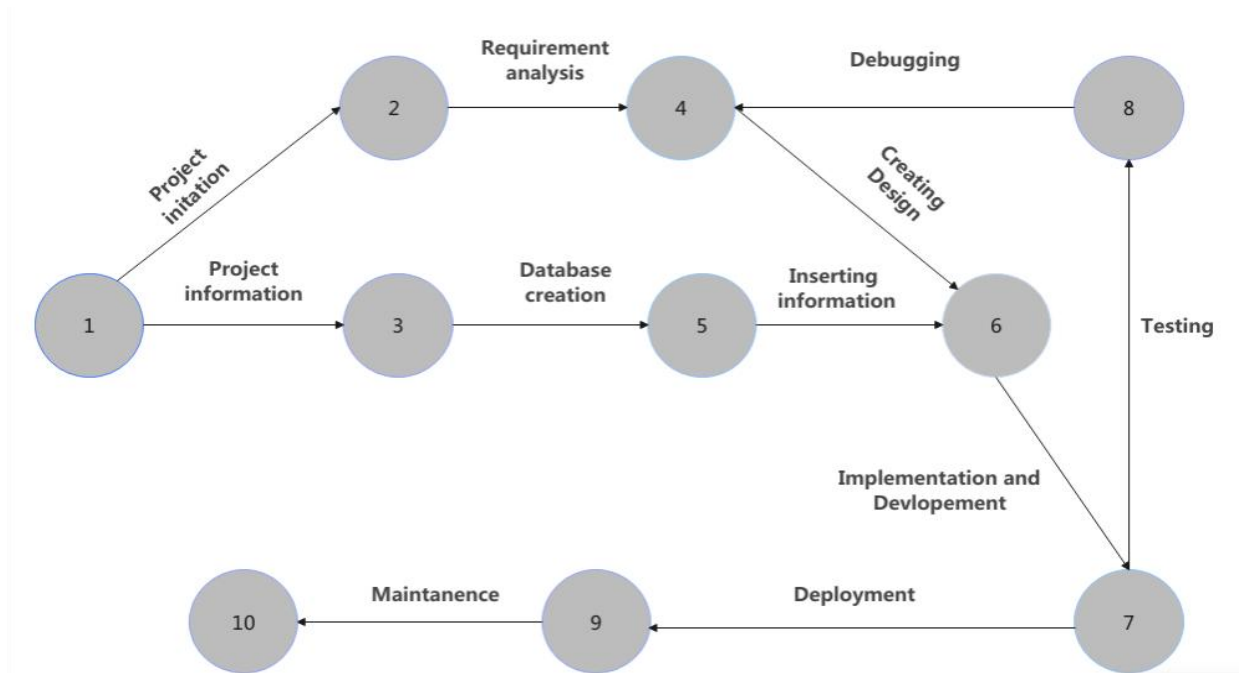 Requirement
analysis
Debugging
2
4
8
Project
initation
Creating
Design
Project
information
Database
creation
Inserting
information
1
3
5
6
Testing
Implementation and
Devlopement
Maintanence
Deployment
10
9
7